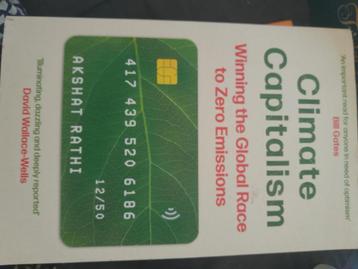 'An important read for anyone in need of optimism'
Bill Gates
Climate
Capitalism
Winning the Global Race
to Zero Emissions
417 439 520 6186
12/50
AKSHAT RATHI
'Illuminating, dazzling and deeply reported'
David Wallace-Wells